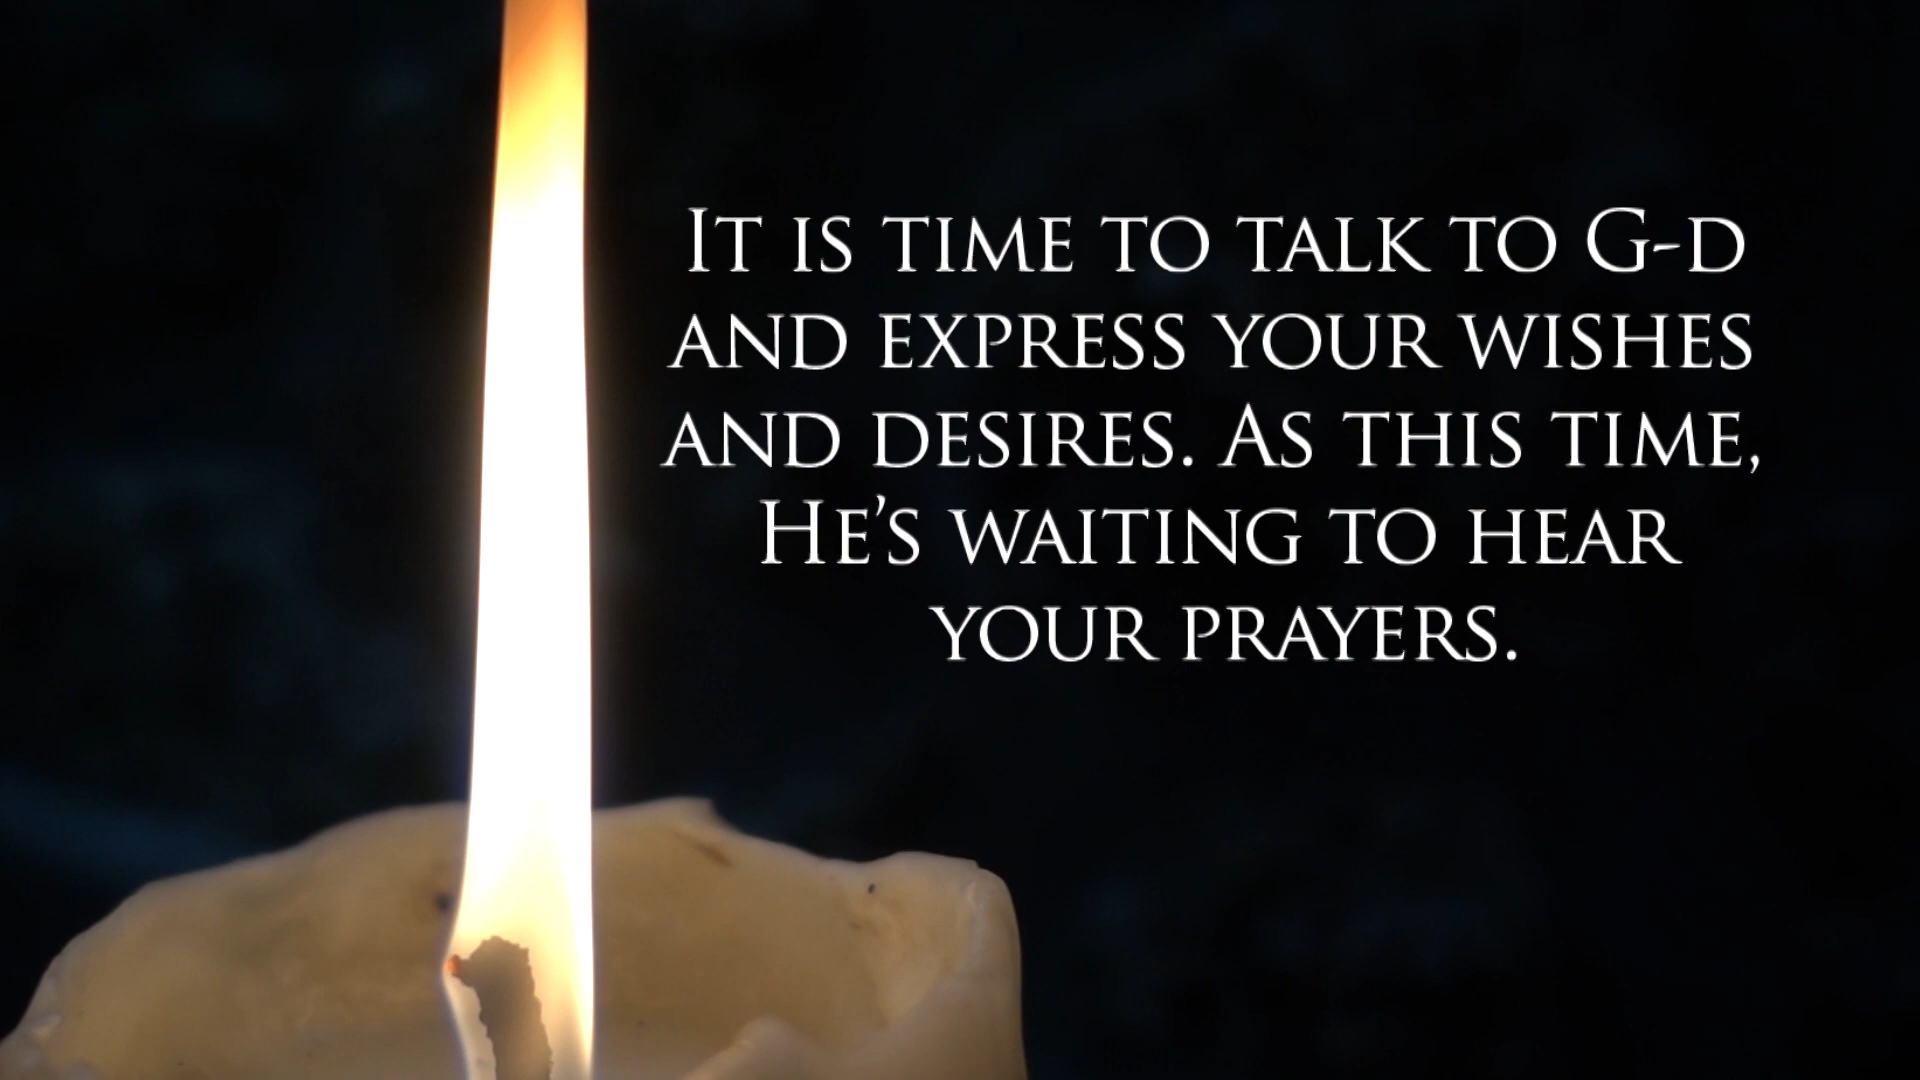 It is time to talk to G-d
and express your wishes
and desires. As this time,
He’s waiting to hear
your prayers.